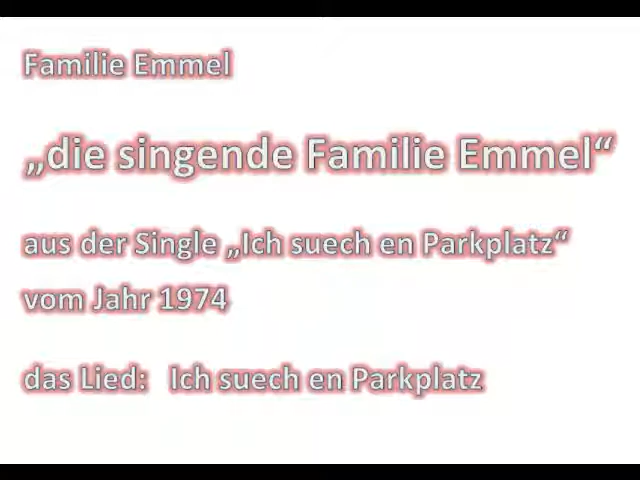 Familie Emmel
„die singende Familie Emmel“
aus der Single „Ich suech en Parkplatz“
vom Jahr 1974
das Lied: Ich suech en Parkplatz